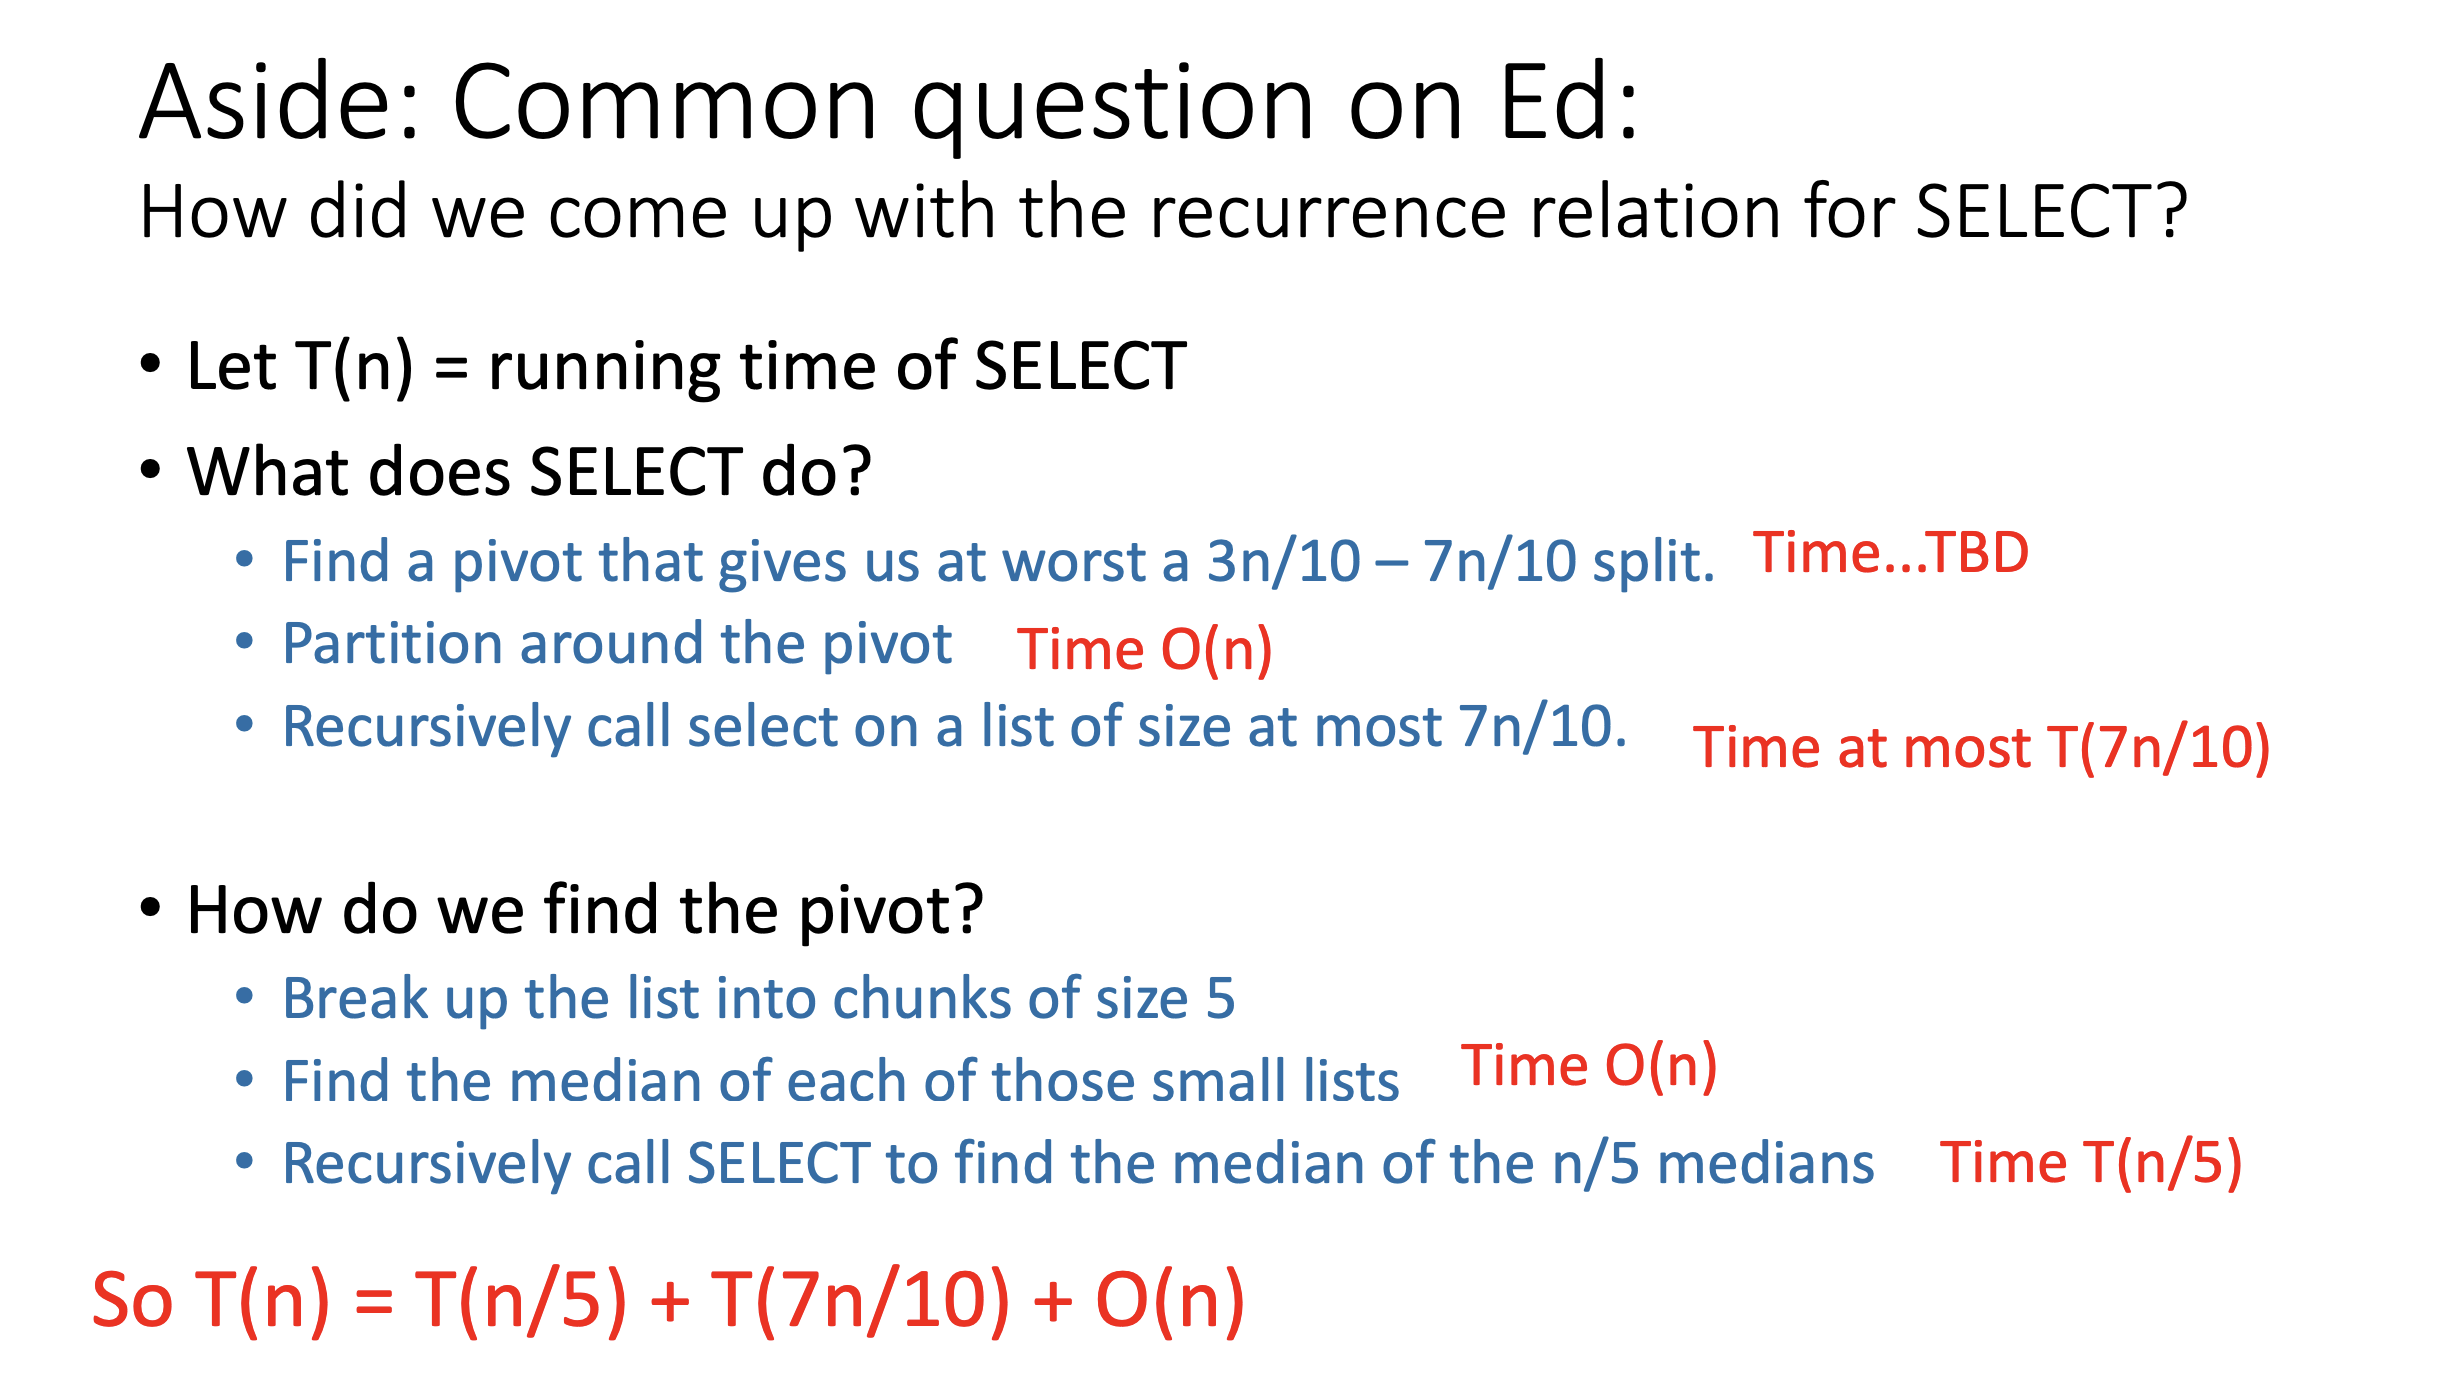 Aside: Common question on Ed:
How did we come up with the recurrence relation for SELECT?
• Let T(n) = running time of SELECT
• What does SELECT do?
• Find a pivot that gives us at worst a 3n/10 – 7n/10 split. Time...TBD
• Partition around the pivot Time O(n)
• Recursively call select on a list of size at most 7n/10. Time at most T(7n/10)
• How do we find the pivot?
• Break up the list into chunks of size 5
• Find the median of each of those small lists Time O(n)
• Recursively call SELECT to find the median of the n/5 medians Time T(n/5)
So T(n) = T(n/5) + T(7n/10) + O(n)